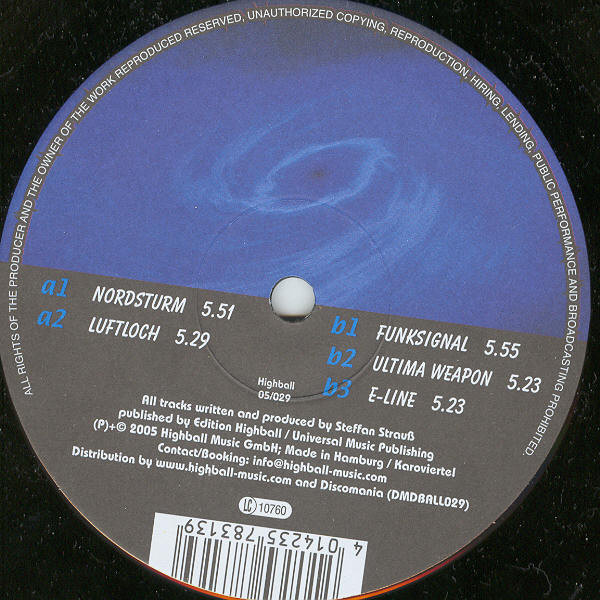 ALL RIGHTS OF THE PRODUCER AND THE OWNER OF THE WORK REPRODUCED RESERVED, UNAUTHORIZED COPYING, REPRODUCTION, HIRING, LENDING, PUBLIC PERFORMANCE AND BROADCASTING PROHIBITED.
a1 NORDSTURM 5.51
a2 LUFTLOCH 5.29
b1 FUNKSIGNAL 5.55
b2 ULTIMA WEAPON 5.23
b3 E-LINE 5.23
Highball
05/029
All tracks written and produced by Steffan Strauß
published by Edition Highball / Universal Music Publishing
(P)+© 2005 Highball Music GmbH; Made in Hamburg / Karoviertel
Contact/Booking: info@highball-music.com
Distribution by www.highball-music.com and Discomania (DMDBALL029)
LC 10760
4 014235 783139